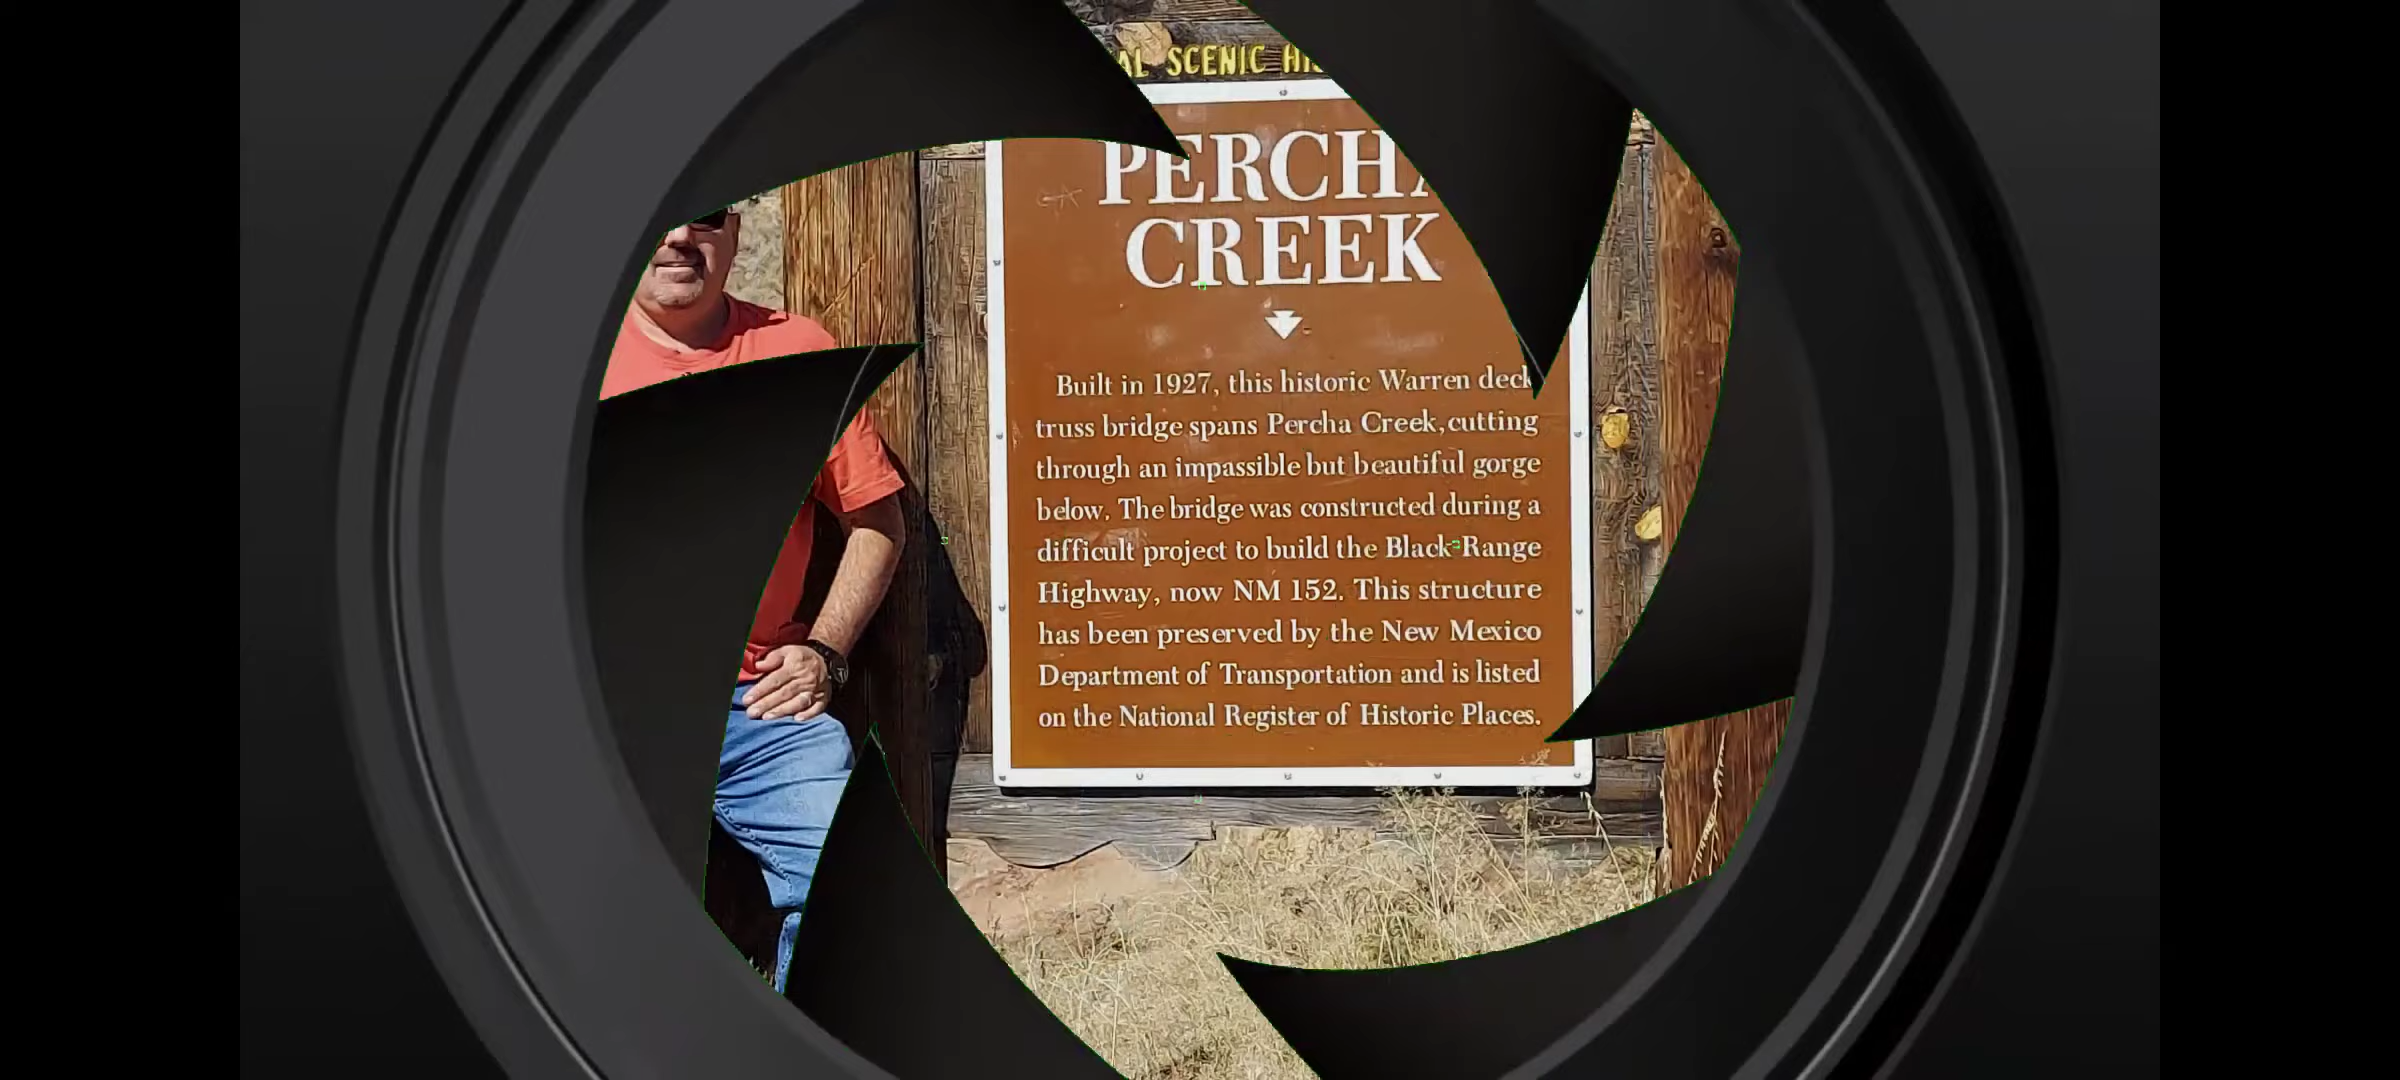 SCENIC
PERCHA
CREEK
Built in 1927, this historic Warren deck
truss bridge spans Percha Creek, cutting
through an impassible but beautiful gorge
below. The bridge was constructed during a
difficult project to build the Black Range
Highway, now NM 152. This structure
has been preserved by the New Mexico
Department of Transportation and is listed
on the National Register of Historic Places.